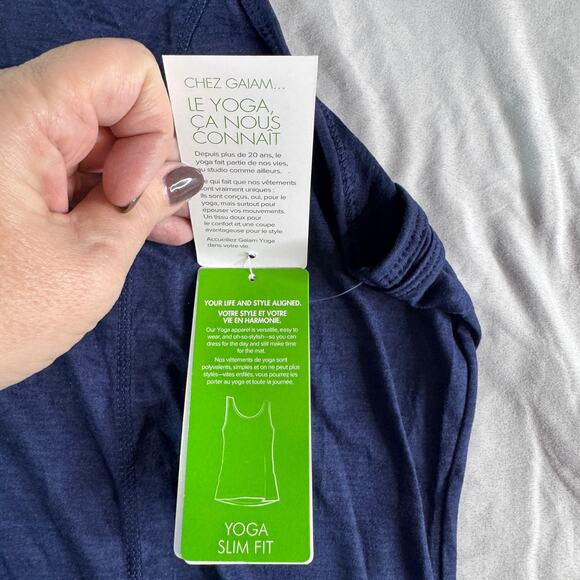 CHEZ GAIAM...
LE YOGA,
ÇA NOUS
CONNAÎT
Depuis plus de 20 ans, le
yoga fait partie de nos vies,
au studio comme ailleurs.
Ce qui fait que nos vêtements
sont vraiment uniques :
Ils sont conçus, oui, pour le
yoga, mais surtout pour
épouser vos mouvements.
Un tissu doux pour
le confort et une coupe
avantageuse pour le style.
Accueillez Gaiam Yoga
dans votre vie.
YOUR LIFE AND STYLE ALIGNED.
VOTRE STYLE ET VOTRE
VIE EN HARMONIE.
Our Yoga apparel is versatile, easy to
wear, and oh-so-stylish—so you can
dress for the day and still make time
for the mat.
Nos vêtements de yoga sont
polyvalents, simples et on ne peut plus
stylés—vites enfilés, vous pourrez les
porter au yoga et toute la journée.
YOGA
SLIM FIT